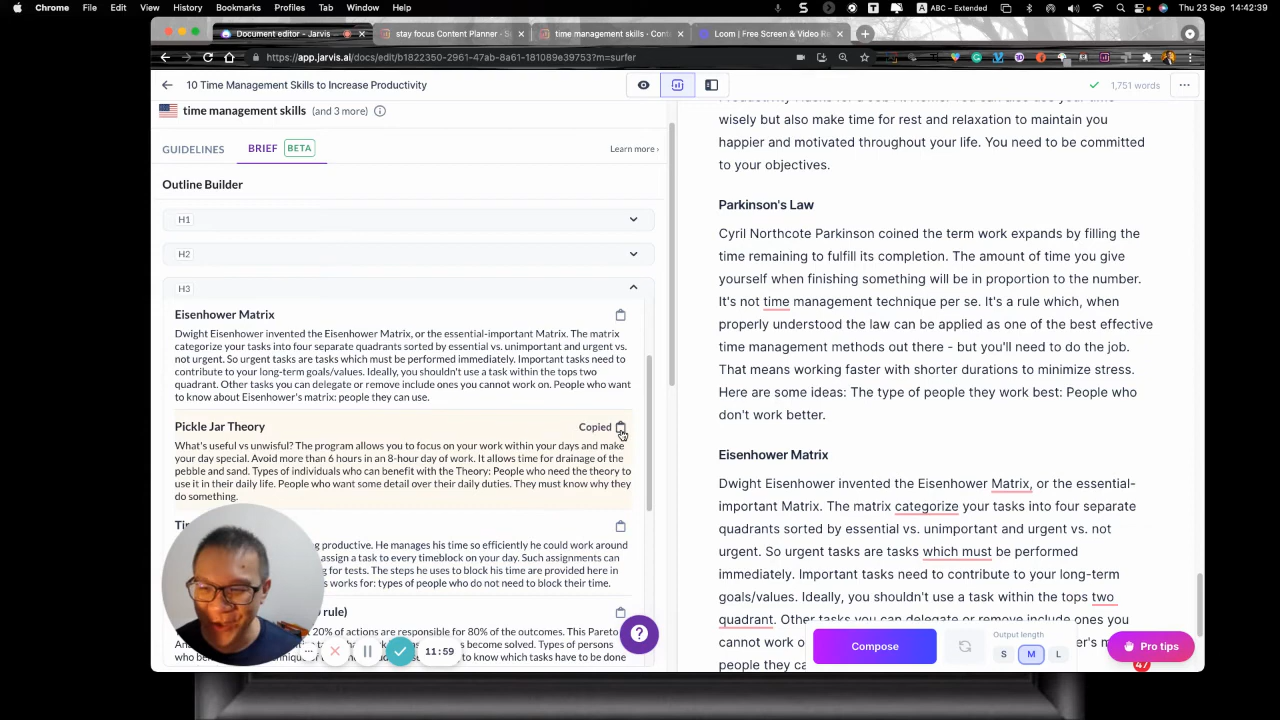 Chrome File Edit View History Bookmarks Profiles Tab Window Help
ABC – Extended
Thu 23 Sep 14:42:39
Document editor - Jarvis
stay focus Content Planner - S
time management skills · Cont
Loom | Free Screen & Video Re
https://app.jarvis.ai/docs/edit/b1822350-2961-47ab-8a61-181089e39753?m=surfer
10 Time Management Skills to Increase Productivity
1,751 words
time management skills (and 3 more)
GUIDELINES
BRIEF BETA
Learn more ›
Outline Builder
H1
H2
H3
Eisenhower Matrix
Dwight Eisenhower invented the Eisenhower Matrix, or the essential-important Matrix. The matrix
categorize your tasks into four separate quadrants sorted by essential vs. unimportant and urgent vs.
not urgent. So urgent tasks are tasks which must be performed immediately. Important tasks need to
contribute to your long-term goals/values. Ideally, you shouldn't use a task within the tops two
quadrant. Other tasks you can delegate or remove include ones you cannot work on. People who want
to know about Eisenhower's matrix: people they can use.
Pickle Jar Theory
Copied
What's useful vs unwisful? The program allows you to focus on your work within your days and make
your day special. Avoid more than 6 hours in an 8-hour day of work. It allows time for drainage of the
pebble and sand. Types of individuals who can benefit with the Theory: People who need the theory to
use it in their daily life. People who want some detail over their daily duties. They must know why they
do something.
productive. He manages his time so efficiently he could work around
assign a task to every timeblock on your day. Such assignments can
for tests. The steps he uses to block his time are provided here in
works for: types of people who do not need to block their time.
rule)
20% of actions are responsible for 80% of the outcomes. This Pareto
become solved. Types of persons
to know which tasks have to be done
11:59
wisely but also make time for rest and relaxation to maintain you
happier and motivated throughout your life. You need to be committed
to your objectives.
Parkinson's Law
Cyril Northcote Parkinson coined the term work expands by filling the
time remaining to fulfill its completion. The amount of time you give
yourself when finishing something will be in proportion to the number.
It's not time management technique per se. It's a rule which, when
properly understood the law can be applied as one of the best effective
time management methods out there - but you'll need to do the job.
That means working faster with shorter durations to minimize stress.
Here are some ideas: The type of people they work best: People who
don't work better.
Eisenhower Matrix
Dwight Eisenhower invented the Eisenhower Matrix, or the essential-
important Matrix. The matrix categorize your tasks into four separate
quadrants sorted by essential vs. unimportant and urgent vs. not
urgent. So urgent tasks are tasks which must be performed
immediately. Important tasks need to contribute to your long-term
goals/values. Ideally, you shouldn't use a task within the tops two
quadrant. Other tasks you can delegate or remove include ones you
cannot work
people they ca
Compose
Output length
S M L
Pro tips
47